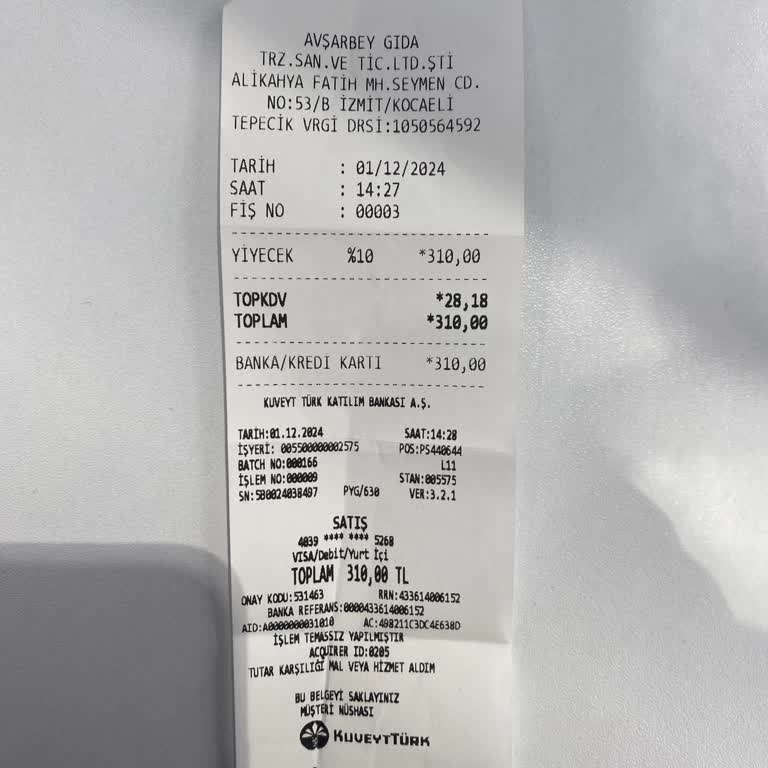 AVŞARBEY GIDA
TRZ.SAN.VE TİC.LTD.ŞTİ
ALİKAHYA FATİH MH.SEYMEN CD.
NO:53/B İZMİT/KOCAELİ
TEPECİK VRGİ DRSİ:1050564592
TARİH : 01/12/2024
SAAT : 14:27
FİŞ NO : 00003
YİYECEK %10 *310,00
TOPKDV *28,18
TOPLAM *310,00
BANKA/KREDİ KARTI *310,00
KUVEYT TÜRK KATILIM BANKASI A.Ş.
TARİH:01.12.2024 SAAT:14:28
İŞYERİ: 005500000002575 POS:PS440644
BATCH NO:000166 L11
İŞLEM NO:000009 STAN:005575
SN:5B0024038497 PYG/630 VER:3.2.1
SATIŞ
4039 **** **** 5268
VISA/Debit/Yurt İçi
TOPLAM 310,00 TL
ONAY KODU:531463 RRN:433614006152
BANKA REFERANS:0000433614006152
AID:A0000000031010 AC:498211C3DC4E638D
İŞLEM TEMASSIZ YAPILMIŞTIR
ACQUIRER ID:0205
TUTAR KARŞILIĞI MAL VEYA HİZMET ALDIM
BU BELGEYİ SAKLAYINIZ
MÜŞTERİ NÜSHASI
KUVEYTTÜRK